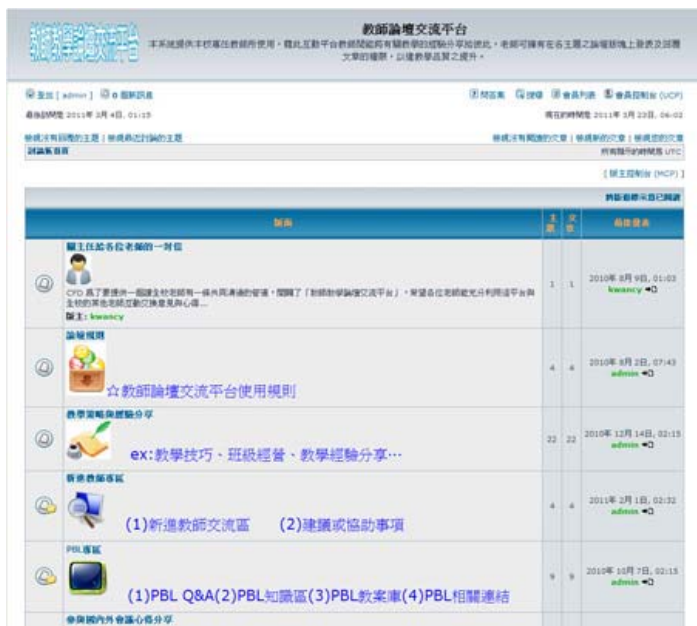 教師教學論壇交流平台
教師論壇交流平台
本系統提供本校專任教師所使用，藉此互動平台教師間能將有關教學的經驗分享給彼此，老師可擁有在各主題之論壇版塊上發表及回覆
文章的權限，以達教學品質之提升。
登出 [ admin ] 0 個新訊息
問答集 搜尋 會員列表 會員控制台 (UCP)
最後訪問是 2011年 3月 4日, 01:15
現在的時間是 2011年 3月 23日, 06:02
檢視沒有回覆的主題 | 檢視最近討論的主題
檢視沒有閱讀的文章 | 檢視新的文章 | 檢視您的文章
討論區首頁
所有顯示的時間為 UTC
[ 版主控制台 (MCP) ]
將版面標示為已閱讀
版面 主題 文章 最後發表
關主任給各位老師的一封信
CFD 為了要提供一個讓全校老師有一條共同溝通的管道，開闢了「教師教學論壇交流平台」，希望各位老師能充分利用這平台與
全校的其他老師互動交換意見與心得...
版主: kwancy
1 1 2010年 8月 9日, 01:03
kwancy
論壇規則
☆教師論壇交流平台使用規則
4 4 2010年 8月 2日, 07:43
admin
教學策略與經驗分享
ex:教學技巧、班級經營、教學經驗分享…
22 22 2010年 12月 14日, 02:15
admin
新進教師專區
(1)新進教師交流區 (2)建議或協助事項
4 4 2011年 2月 1日, 02:32
admin
PBL專區
(1)PBL Q&A(2)PBL知識區(3)PBL教案庫(4)PBL相關連結
9 9 2010年 10月 7日, 02:15
admin
參與國內外會議心得分享